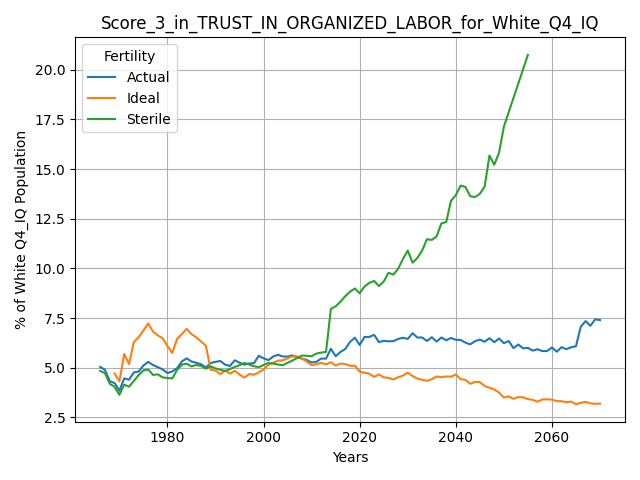 Score_3_in_TRUST_IN_ORGANIZED_LABOR_for_White_Q4_IQ
Fertility
Actual
Ideal
Sterile
% of White Q4_IQ Population
20.0
17.5
15.0
12.5
10.0
7.5
5.0
2.5
1980
2000
2020
2040
2060
Years